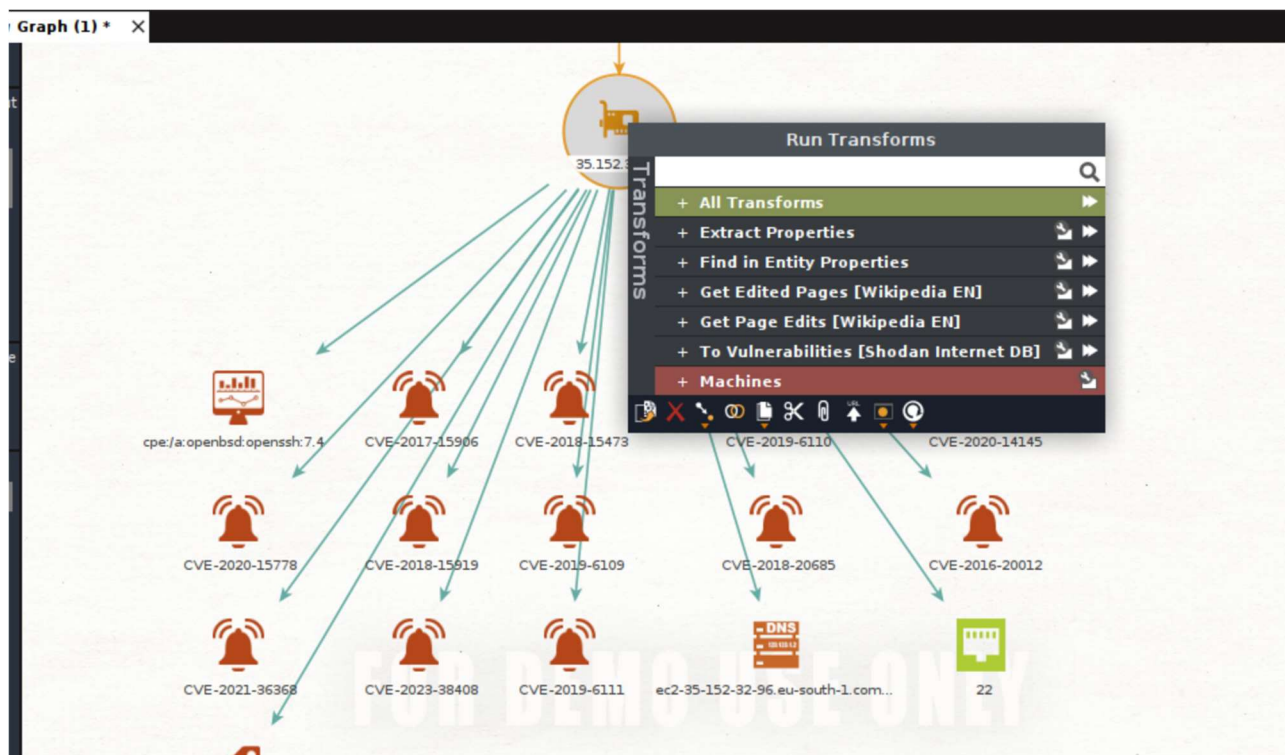 Graph (1) *
35.152.3
Run Transforms
Transforms
+ All Transforms
+ Extract Properties
+ Find in Entity Properties
+ Get Edited Pages [Wikipedia EN]
+ Get Page Edits [Wikipedia EN]
+ To Vulnerabilities [Shodan Internet DB]
+ Machines
URL
cpe:/a:openbsd:openssh:7.4
CVE-2017-15906
CVE-2018-15473
CVE-2019-6110
CVE-2020-14145
CVE-2020-15778
CVE-2018-15919
CVE-2019-6109
CVE-2018-20685
CVE-2016-20012
DNS
CVE-2021-36368
CVE-2023-38408
CVE-2019-6111
ec2-35-152-32-96.eu-south-1.com...
22
FOR DEMO USE ONLY